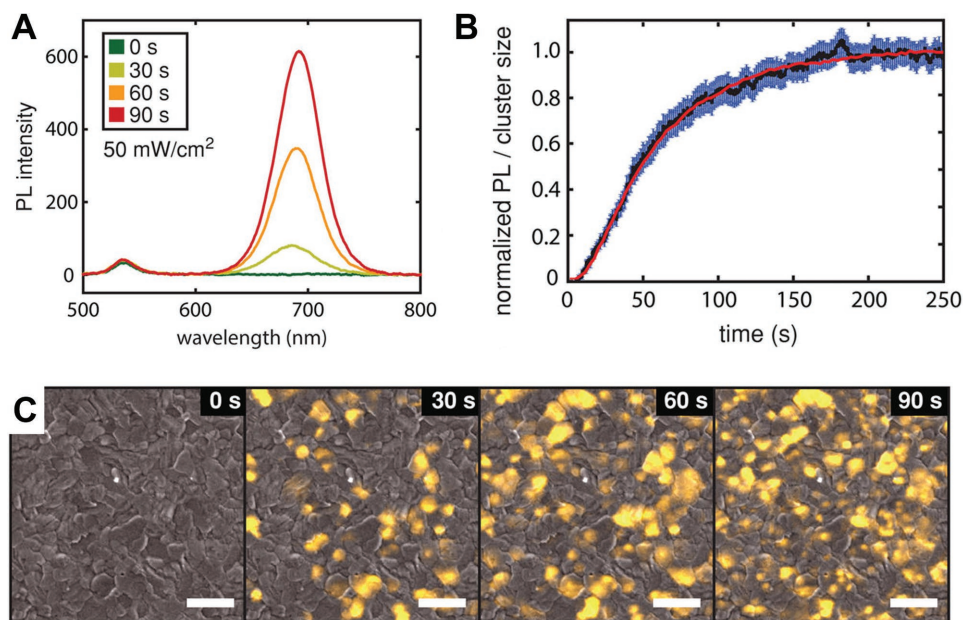 A
600
400
200
0
PL intensity
0 s
30 s
60 s
90 s
50 mW/cm²
500
600
700
800
wavelength (nm)
B
1.0
0.8
0.6
0.4
0.2
0
normalized PL / cluster size
0
50
100
150
200
250
time (s)
C
0 s
30 s
60 s
90 s